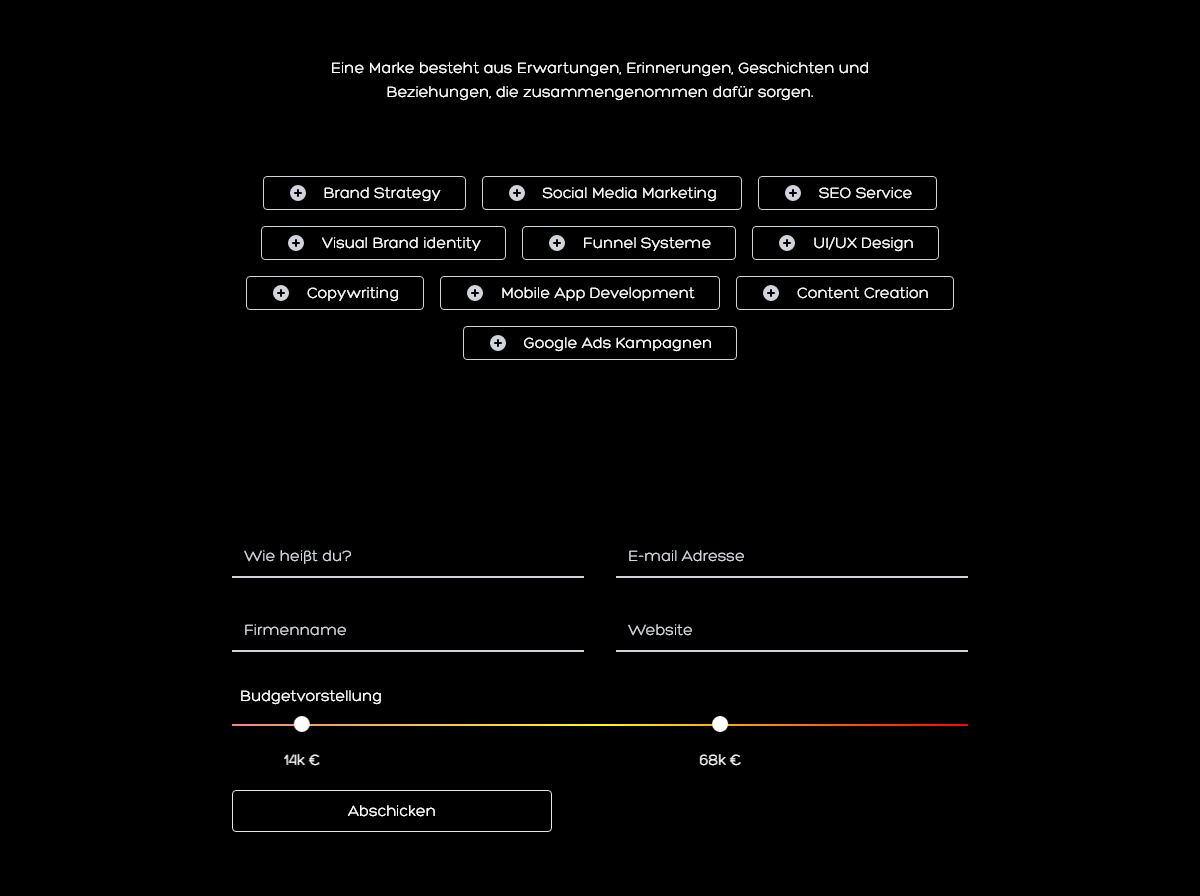 Eine Marke besteht aus Erwartungen, Erinnerungen, Geschichten und
Beziehungen, die zusammengenommen dafür sorgen.
Brand Strategy
Social Media Marketing
SEO Service
Visual Brand identity
Funnel Systeme
UI/UX Design
Copywriting
Mobile App Development
Content Creation
Google Ads Kampagnen
Wie heißt du?
E-mail Adresse
Firmenname
Website
Budgetvorstellung
14k €
68k €
Abschicken